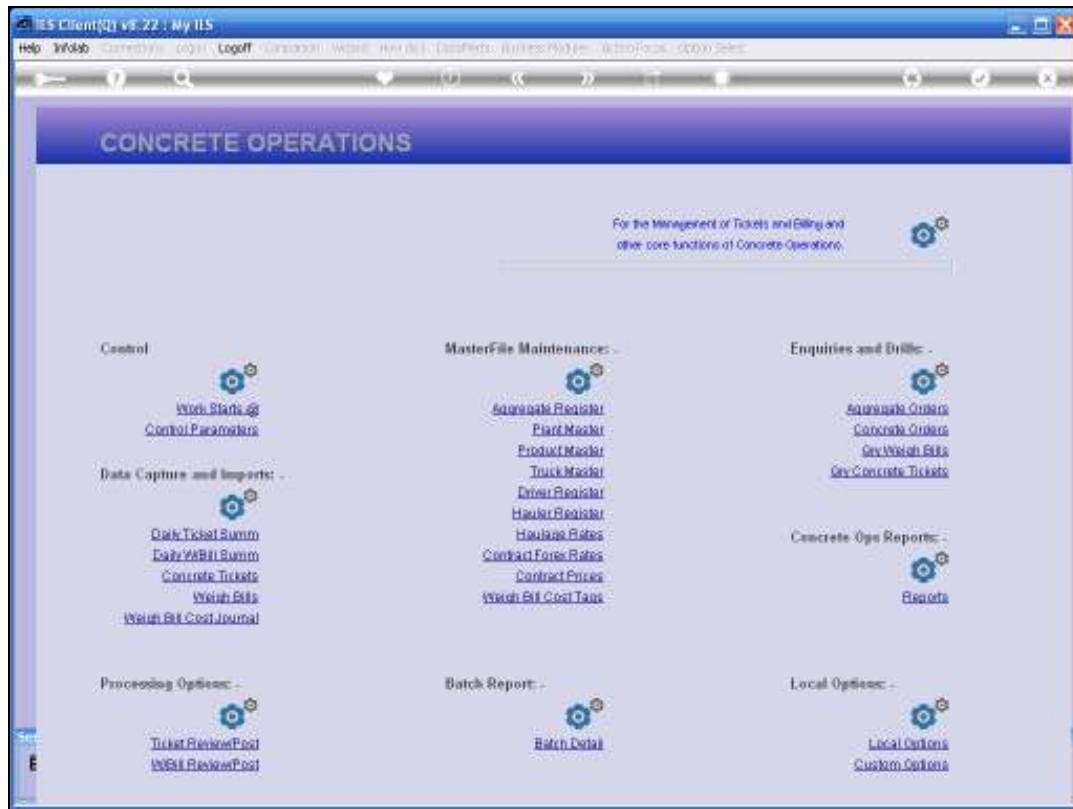 IES Client(Q) v8.22 : My IES
Help Infolab Logoff
CONCRETE OPERATIONS
For the Management of Tickets and Billing and
other core functions of Concrete Operations.
Control
Work Starts @
Control Parameters
Data Capture and Imports: -
Daily Ticket Summ
Daily WBill Summ
Concrete Tickets
Weigh Bills
Weigh Bill Cost Journal
Processing Options: -
Ticket Review/Post
WBill Review/Post
MasterFile Maintenance: -
Aggregate Register
Plant Master
Product Master
Truck Master
Driver Register
Hauler Register
Haulage Rates
Contract Forex Rates
Contract Prices
Weigh Bill Cost Tags
Batch Report: -
Batch Detail
Enquiries and Drills: -
Aggregate Orders
Concrete Orders
Qry Weigh Bills
Qry Concrete Tickets
Concrete Ops Reports: -
Reports
Local Options: -
Local Options
Custom Options